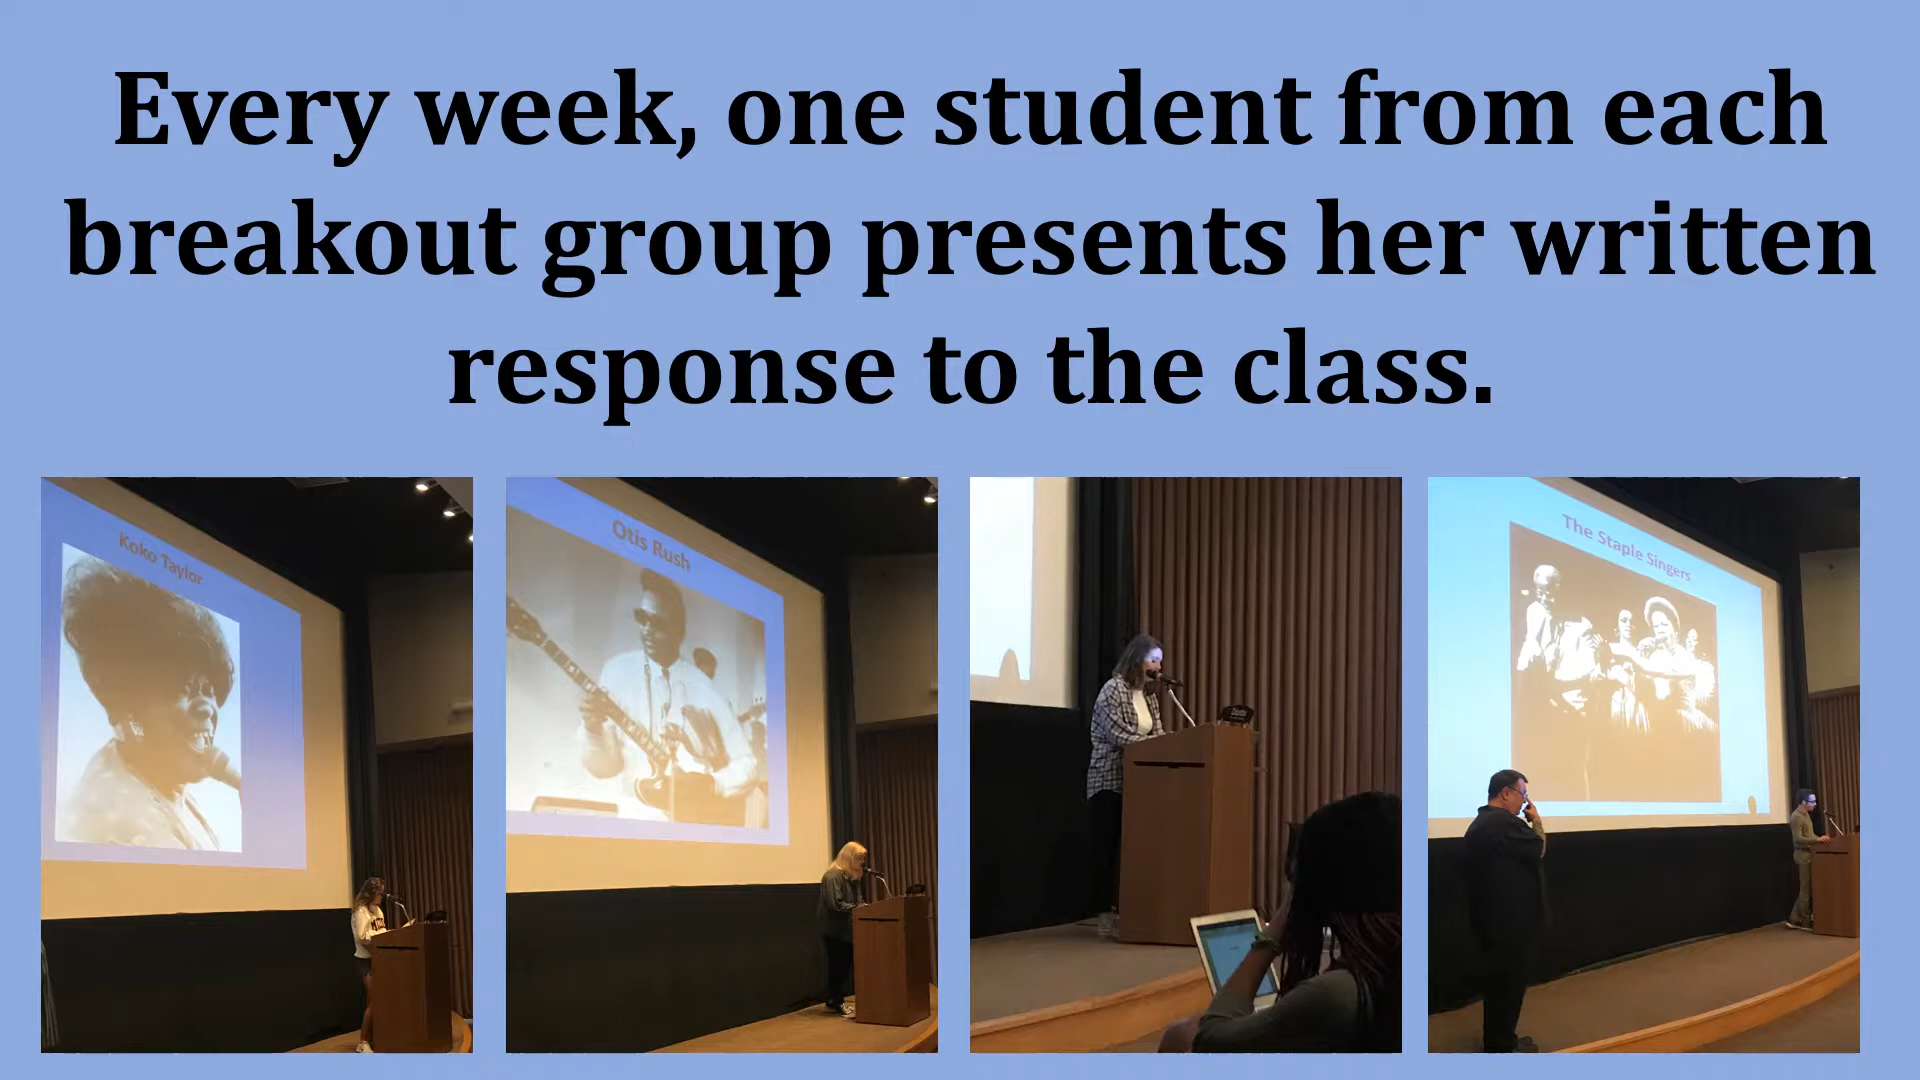 Every week, one student from each
breakout group presents her written
response to the class.
Koko Taylor
Otis Rush
The Staple Singers